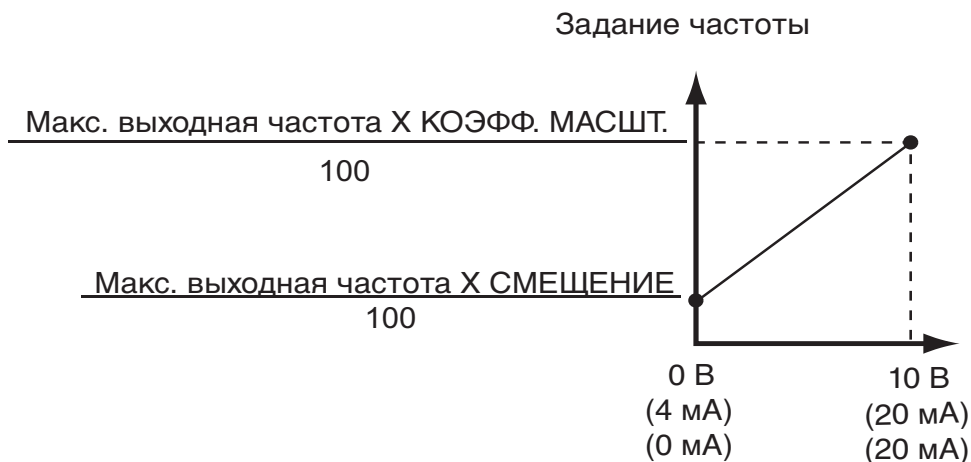 Задание частоты
Макс. выходная частота X КОЭФФ. МАСШТ.
100
Макс. выходная частота X СМЕЩЕНИЕ
100
0 В
(4 мА)
(0 мА)
10 В
(20 мА)
(20 мА)